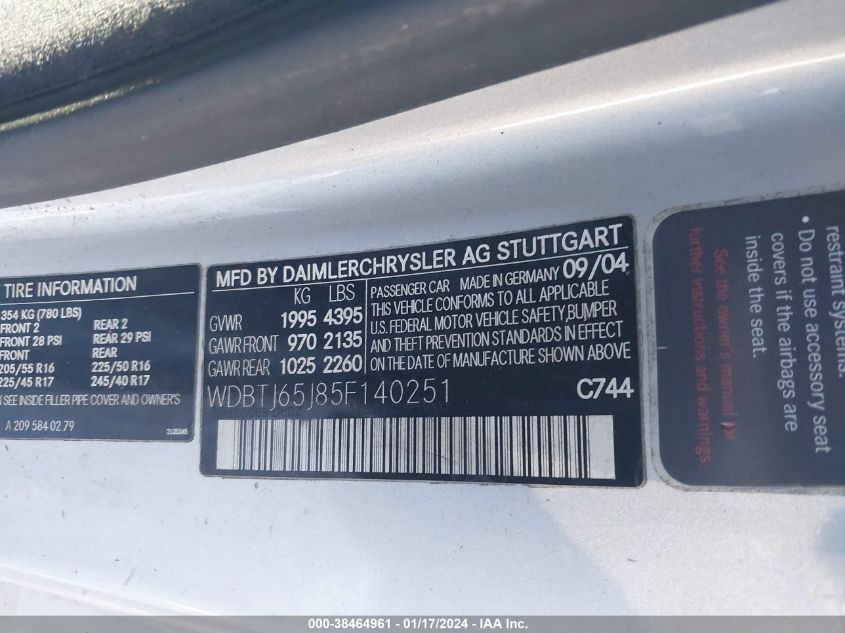 TIRE INFORMATION
354 KG (780 LBS)
FRONT 2 REAR 2
FRONT 28 PSI REAR 29 PSI
FRONT REAR
205/55 R16 225/50 R16
225/45 R17 245/40 R17
ON SEE INSIDE FILLER PIPE COVER AND OWNER'S
A 209 584 02 79 2135345
MFD BY DAIMLERCHRYSLER AG STUTTGART
KG LBS
GVWR 1995 4395
GAWR FRONT 970 2135
GAWR REAR 1025 2260
PASSENGER CAR MADE IN GERMANY 09/04
THIS VEHICLE CONFORMS TO ALL APPLICABLE
U.S. FEDERAL MOTOR VEHICLE SAFETY, BUMPER
AND THEFT PREVENTION STANDARDS IN EFFECT
ON THE DATE OF MANUFACTURE SHOWN ABOVE
WDBTJ65J85F140251 C744
restraint systems.
• Do not use accessory seat
covers if the airbags are
inside the seat.
See the owner's manual for
further instructions and warnings.
000-38464961 - 01/17/2024 - IAA Inc.